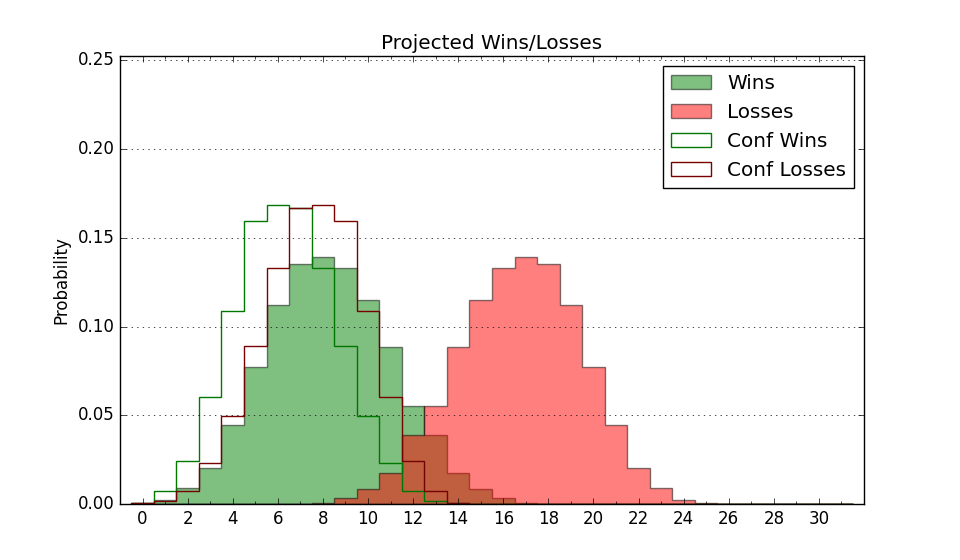 Projected Wins/Losses
0.25
0.20
0.15
0.10
0.05
0.00
Probability
Wins
Losses
Conf Wins
Conf Losses
0 2 4 6 8 10 12 14 16 18 20 22 24 26 28 30